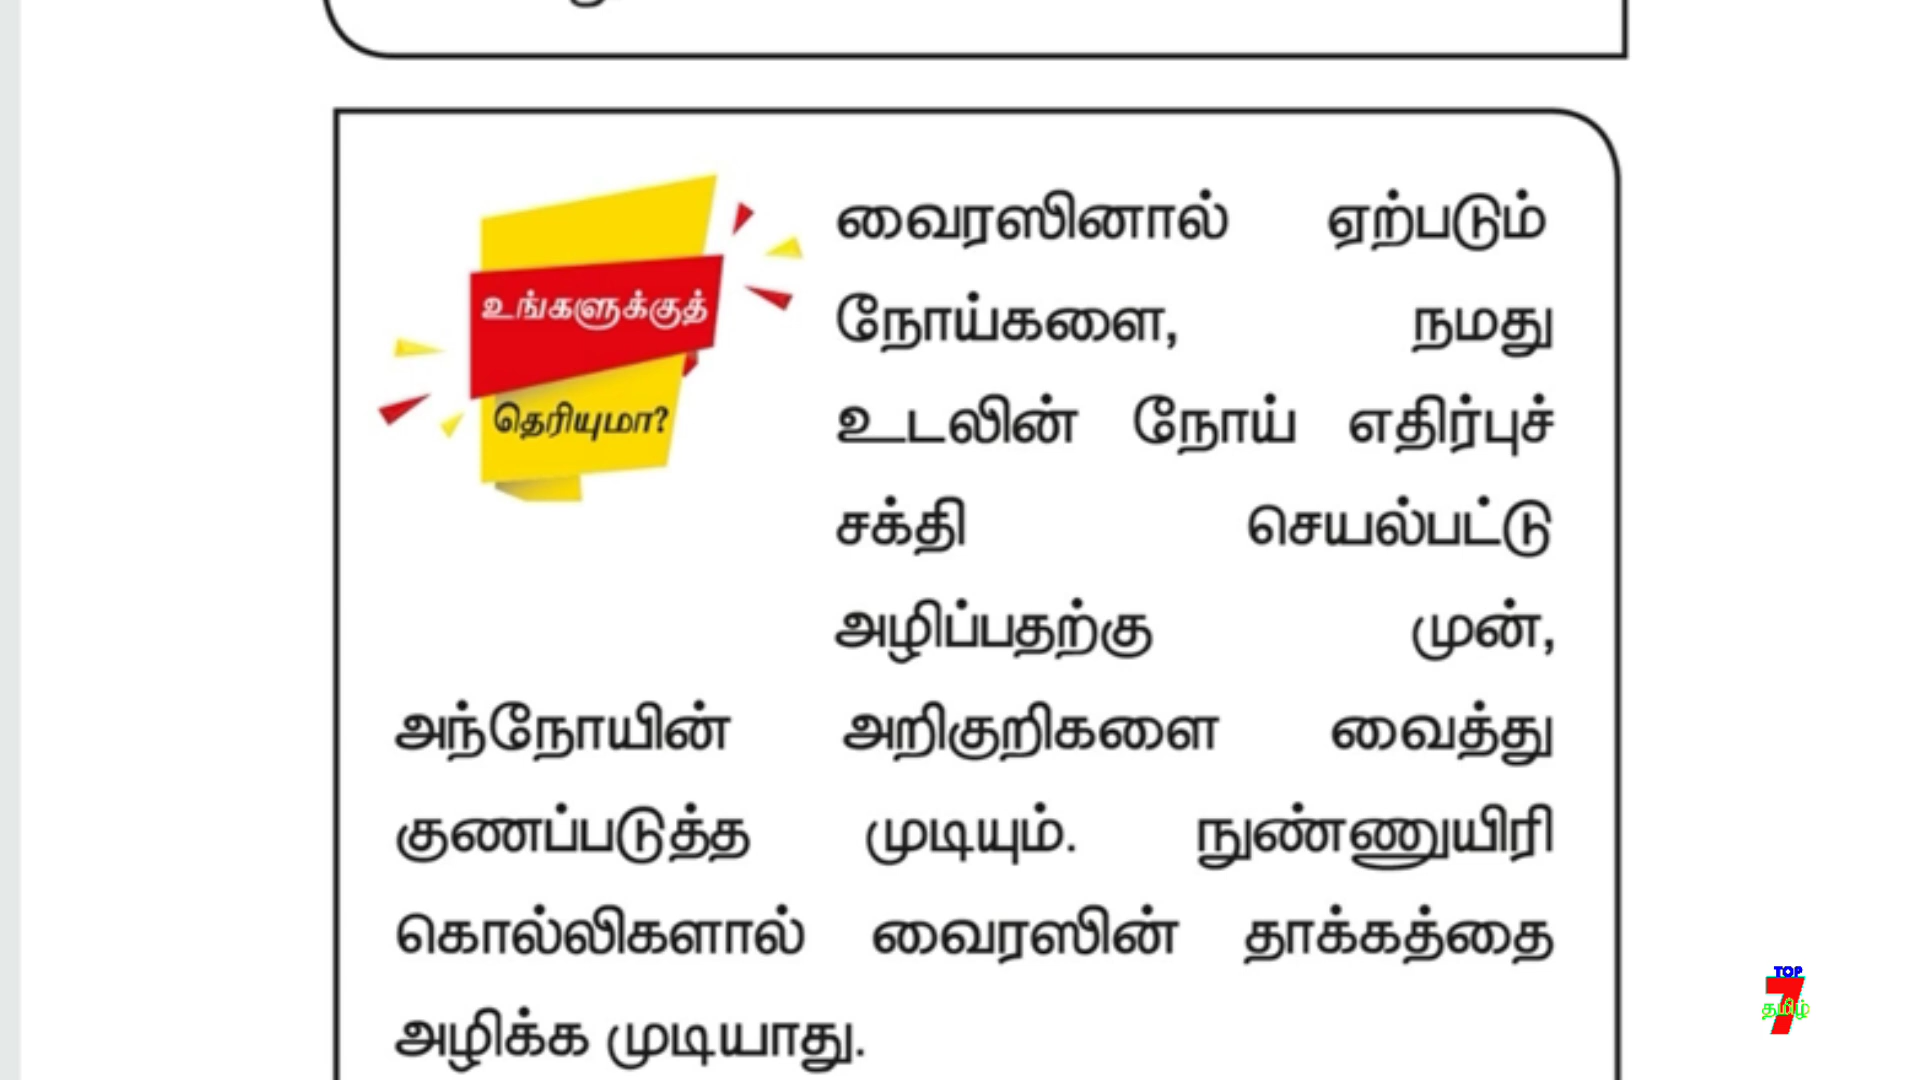 உங்களுக்குத்
தெரியுமா?
வைரஸினால் ஏற்படும்
நோய்களை, நமது
உடலின் நோய் எதிர்புச்
சக்தி செயல்பட்டு
அழிப்பதற்கு முன்,
அந்நோயின் அறிகுறிகளை வைத்து
குணப்படுத்த முடியும். நுண்ணுயிரி
கொல்லிகளால் வைரஸின் தாக்கத்தை
அழிக்க முடியாது.
TOP
7
தமிழ்